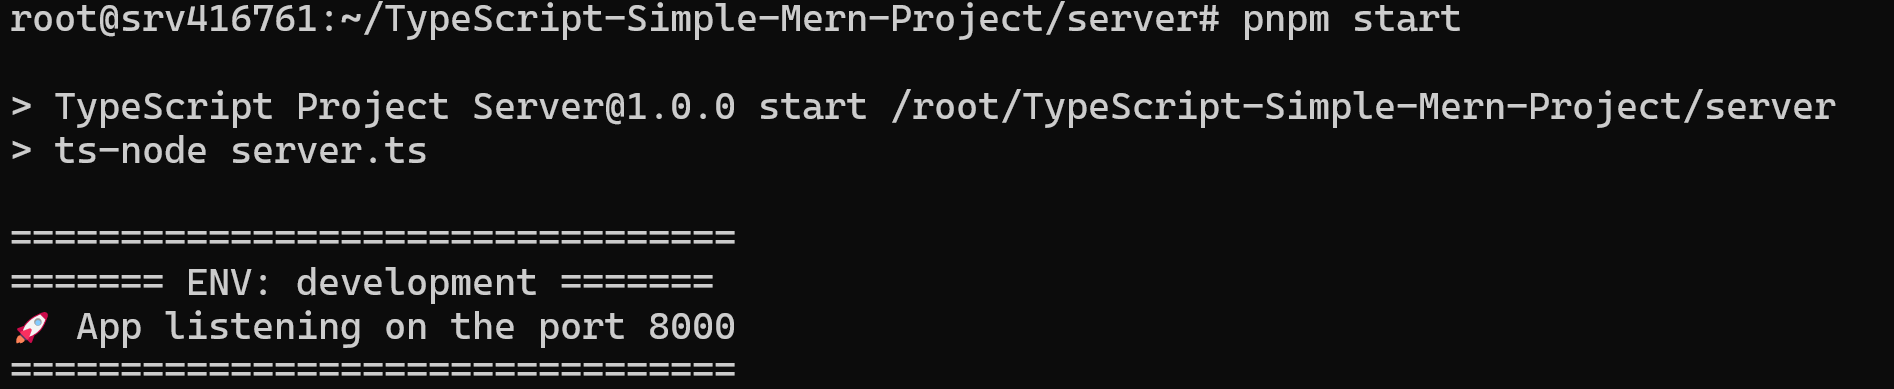 root@srv416761:~/TypeScript-Simple-Mern-Project/server# pnpm start
> TypeScript Project Server@1.0.0 start /root/TypeScript-Simple-Mern-Project/server
> ts-node server.ts
=================================
======= ENV: development =======
🚀 App listening on the port 8000
=================================